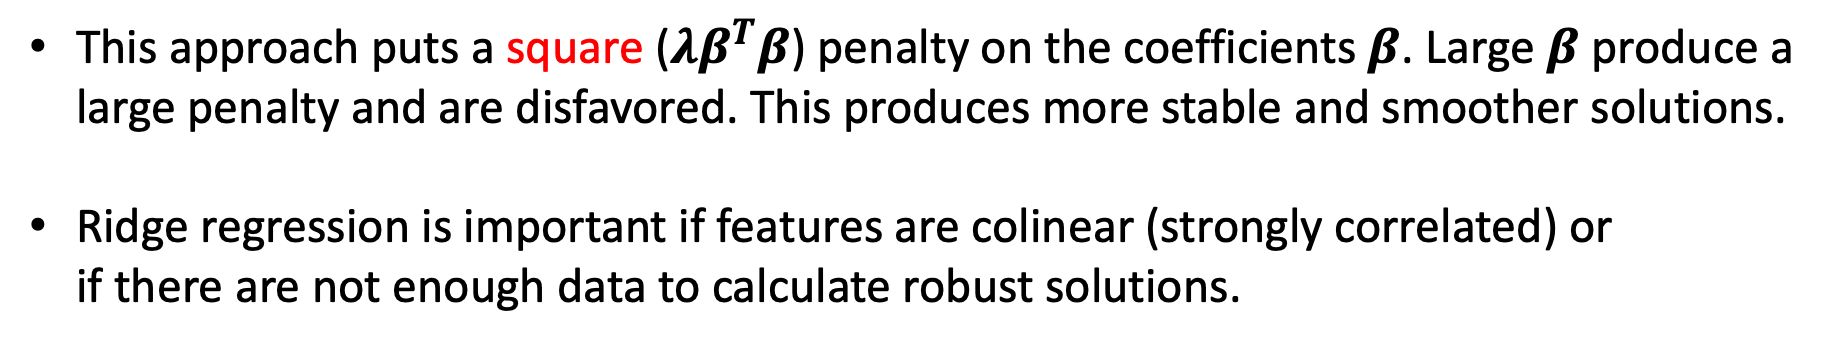 • This approach puts a square (λβᵀβ) penalty on the coefficients β. Large β produce a
large penalty and are disfavored. This produces more stable and smoother solutions.
• Ridge regression is important if features are colinear (strongly correlated) or
if there are not enough data to calculate robust solutions.